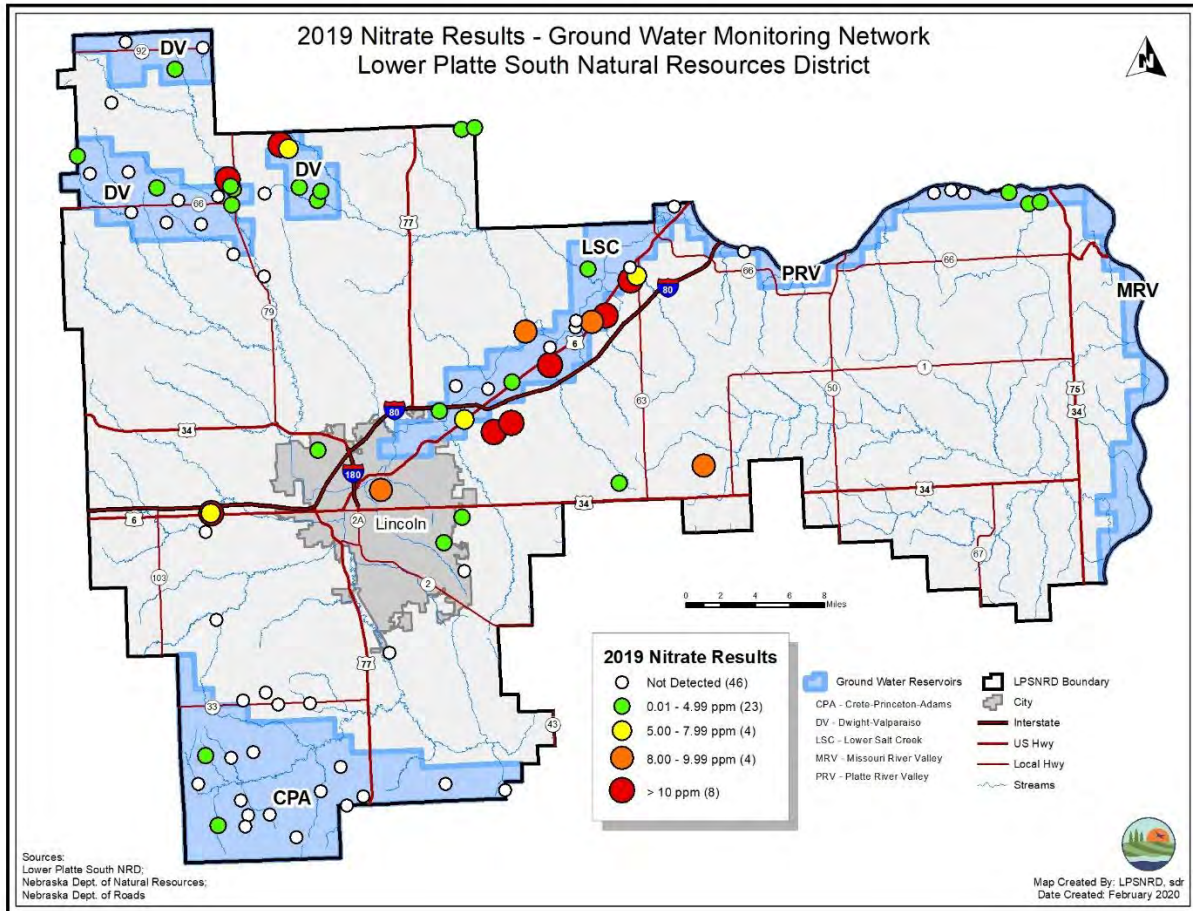 2019 Nitrate Results - Ground Water Monitoring Network
Lower Platte South Natural Resources District
N
92
DV
DV
DV
66
77
79
LSC
66
PRV
66
MRV
80
6
63
1
50
75
34
80
34
180
34
34
6
2A
Lincoln
103
2
67
77
33
43
CPA
0 2 4 6 8
Miles
2019 Nitrate Results
Not Detected (46)
0.01 - 4.99 ppm (23)
5.00 - 7.99 ppm (4)
8.00 - 9.99 ppm (4)
> 10 ppm (8)
Ground Water Reservoirs
CPA - Crete-Princeton-Adams
DV - Dwight-Valparaiso
LSC - Lower Salt Creek
MRV - Missouri River Valley
PRV - Platte River Valley
LPSNRD Boundary
City
Interstate
US Hwy
Local Hwy
Streams
Sources:
Lower Platte South NRD;
Nebraska Dept. of Natural Resources;
Nebraska Dept. of Roads
Map Created By: LPSNRD, sdr
Date Created: February 2020